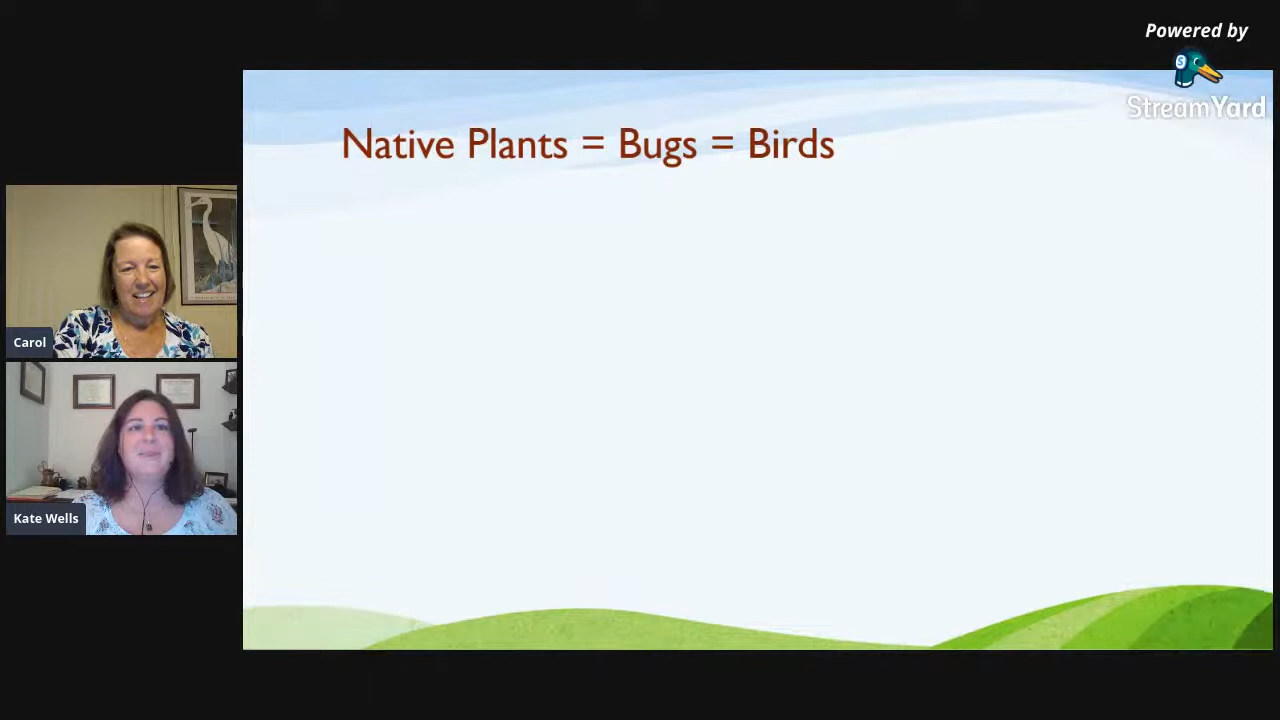 Powered by
StreamYard
Native Plants = Bugs = Birds
Carol
Kate Wells